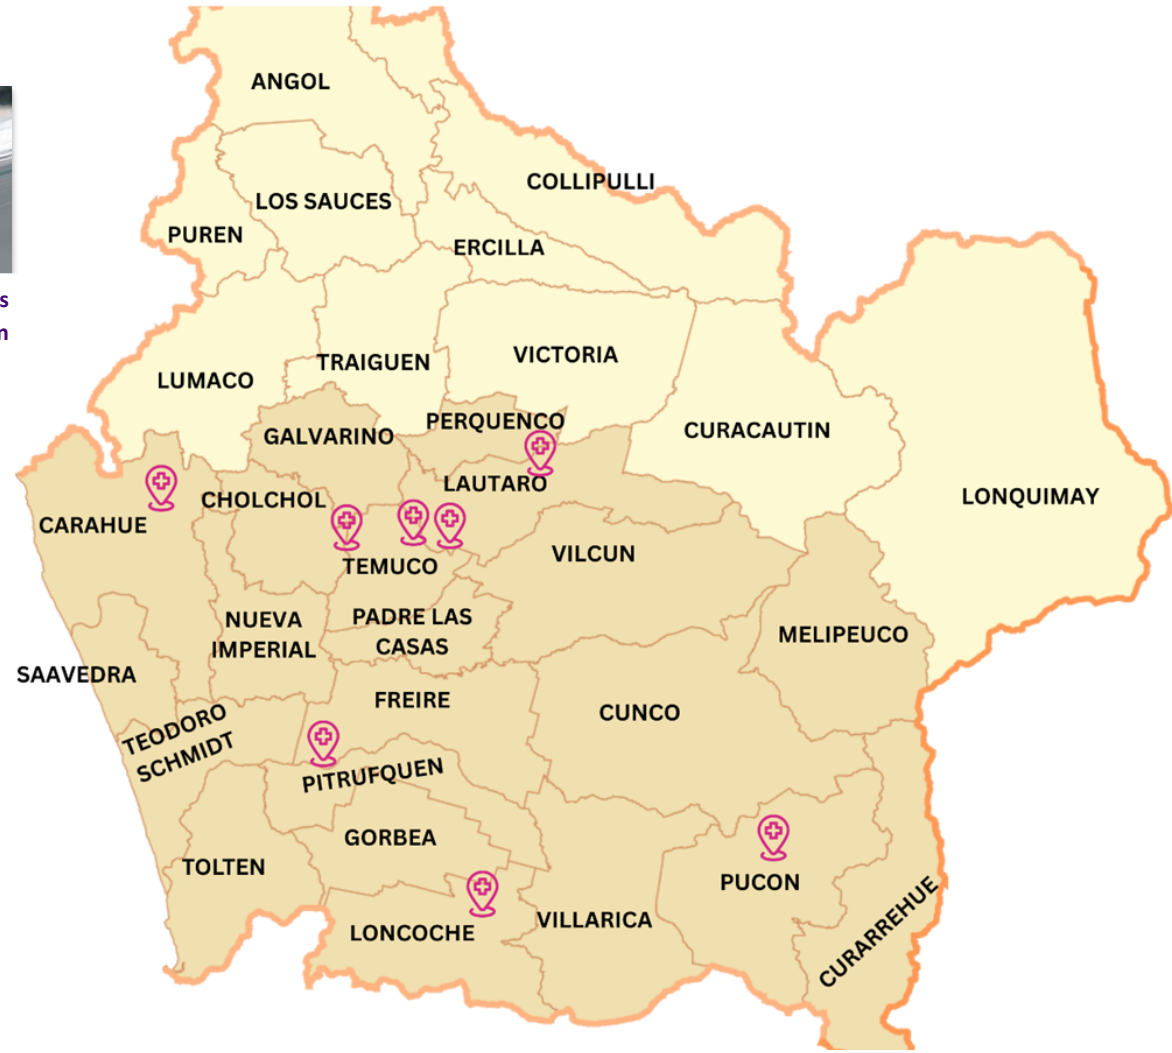 ANGOL
COLLIPULLI
LOS SAUCES
PUREN
ERCILLA
s
n
VICTORIA
TRAIGUEN
LUMACO
PERQUENCO
CURACAUTIN
GALVARINO
LAUTARO
LONQUIMAY
CHOLCHOL
CARAHUE
VILCUN
TEMUCO
NUEVA
IMPERIAL
PADRE LAS
CASAS
MELIPEUCO
SAAVEDRA
FREIRE
CUNCO
TEODORO
SCHMIDT
PITRUFQUEN
GORBEA
TOLTEN
PUCON
VILLARICA
LONCOCHE
CURARREHUE